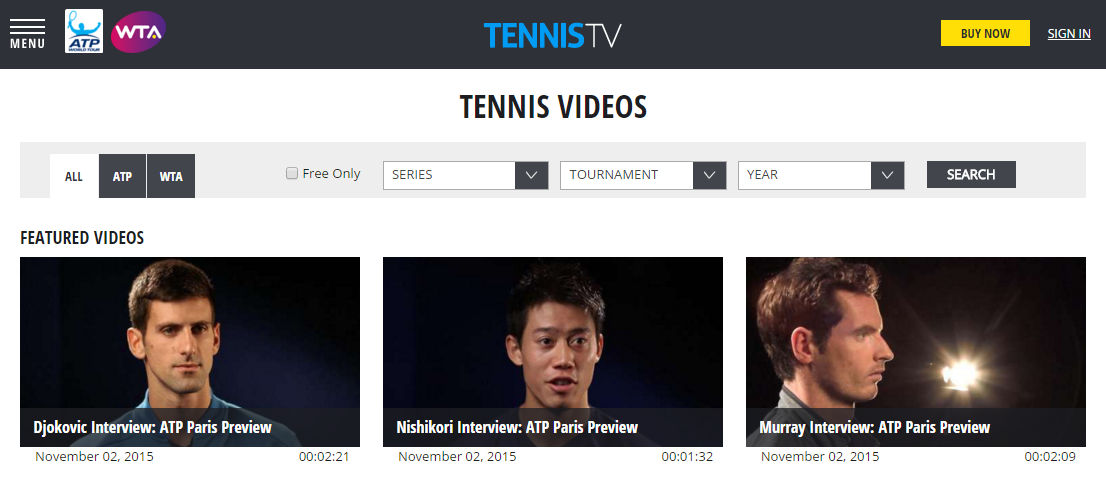 MENU
ATP
WORLD TOUR
WTA
TENNISTV
BUY NOW
SIGN IN
TENNIS VIDEOS
ALL
ATP
WTA
Free Only
SERIES
TOURNAMENT
YEAR
SEARCH
FEATURED VIDEOS
Djokovic Interview: ATP Paris Preview
November 02, 2015
00:02:21
Nishikori Interview: ATP Paris Preview
November 02, 2015
00:01:32
Murray Interview: ATP Paris Preview
November 02, 2015
00:02:09